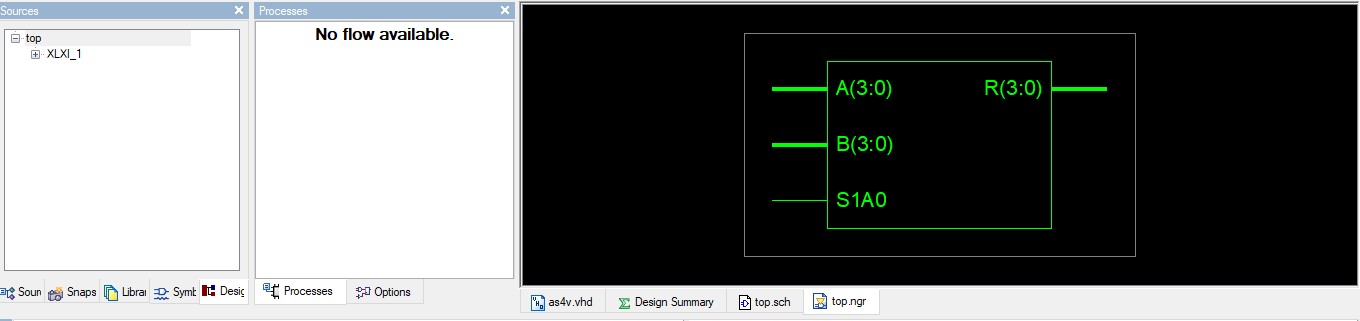 Sources
top
XLXI_1
Sour
Snaps
Librar
Symb
Desig
Processes
No flow available.
Processes
Options
A(3:0)
R(3:0)
B(3:0)
S1A0
as4v.vhd
Design Summary
top.sch
top.ngr